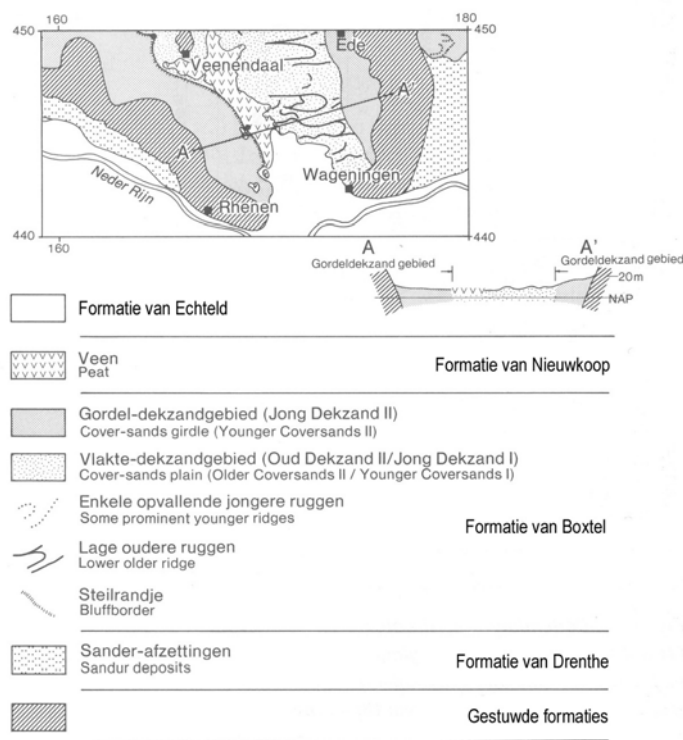 160
180
450
450
Ede
Veenendaal
A'
A
Wageningen
Neder Rijn
Rhenen
440
440
160
A
A'
Gordeldekzand gebied
Gordeldekzand gebied
20m
NAP
Formatie van Echteld
Veen
Peat
Formatie van Nieuwkoop
Gordel-dekzandgebied (Jong Dekzand II)
Cover-sands girdle (Younger Coversands II)
Vlakte-dekzandgebied (Oud Dekzand II/Jong Dekzand I)
Cover-sands plain (Older Coversands II / Younger Coversands I)
Enkele opvallende jongere ruggen
Some prominent younger ridges
Formatie van Boxtel
Lage oudere ruggen
Lower older ridge
Steilrandje
Bluffborder
Sander-afzettingen
Sandur deposits
Formatie van Drenthe
Gestuwde formaties